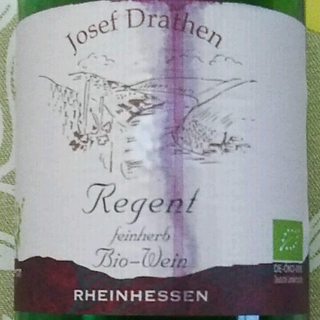 Josef Drathen
Regent
feinherb
Bio-Wein
RHEINHESSEN